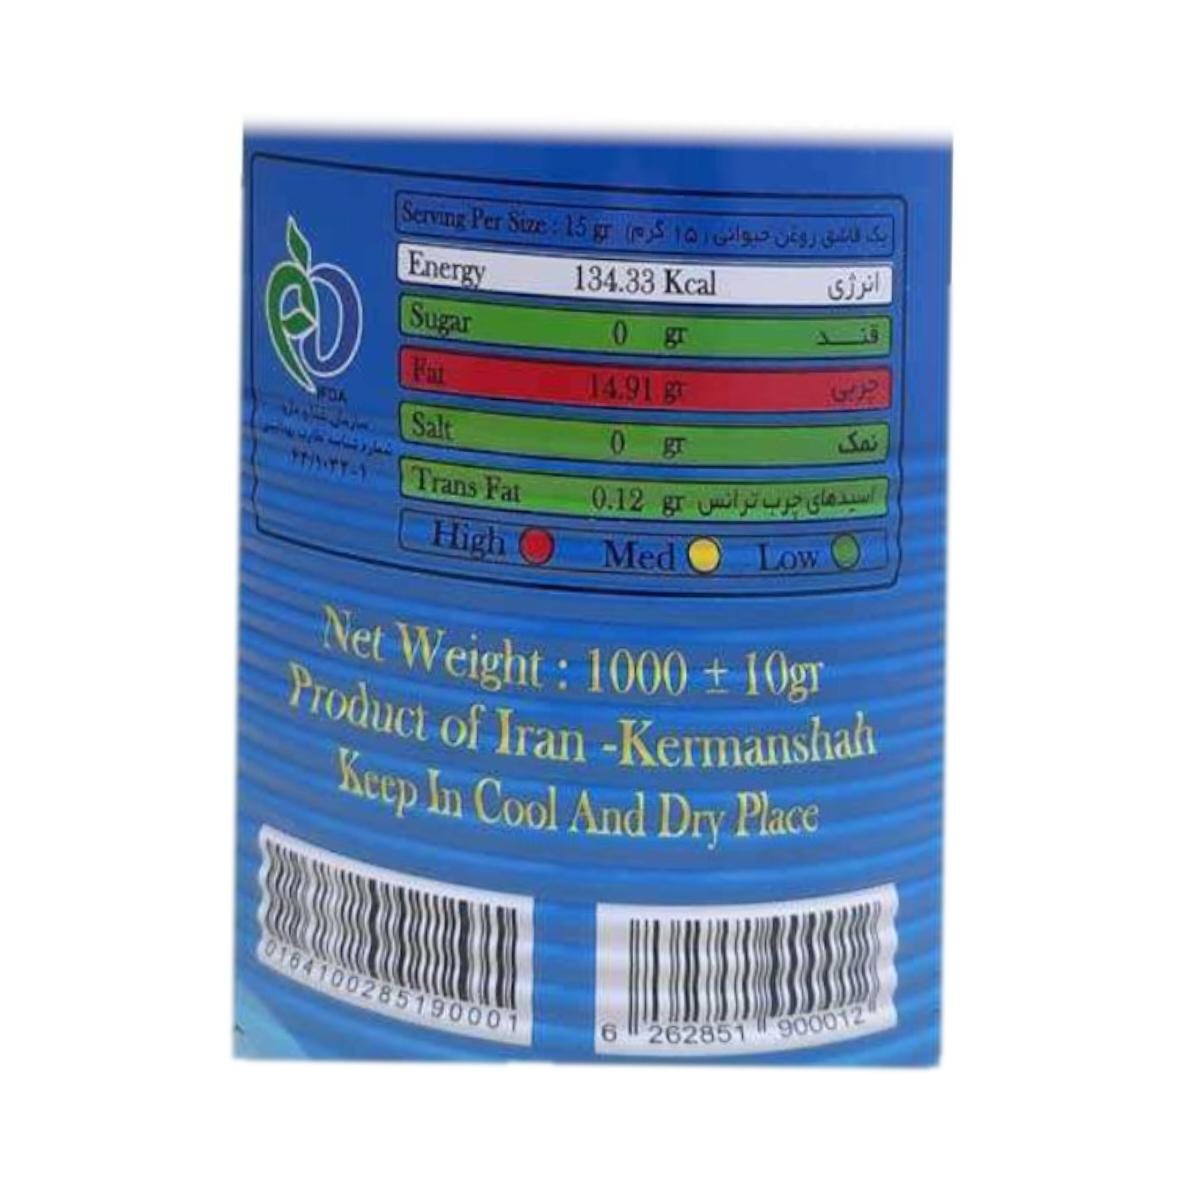 Serving Per Size : 15 gr یک قاشق روغن حیوانی (۱۵ گرم)
Energy 134.33 Kcal انرژی
Sugar 0 gr قند
Fat 14.91 gr چربی
Salt 0 gr نمک
Trans Fat 0.12 gr اسیدهای چرب ترانس
High Med Low
IFDA
سازمان غذا و دارو
Net Weight : 1000 ± 10gr
Product of Iran -Kermanshah
Keep In Cool And Dry Place
0164100285190001
6 262851 900012